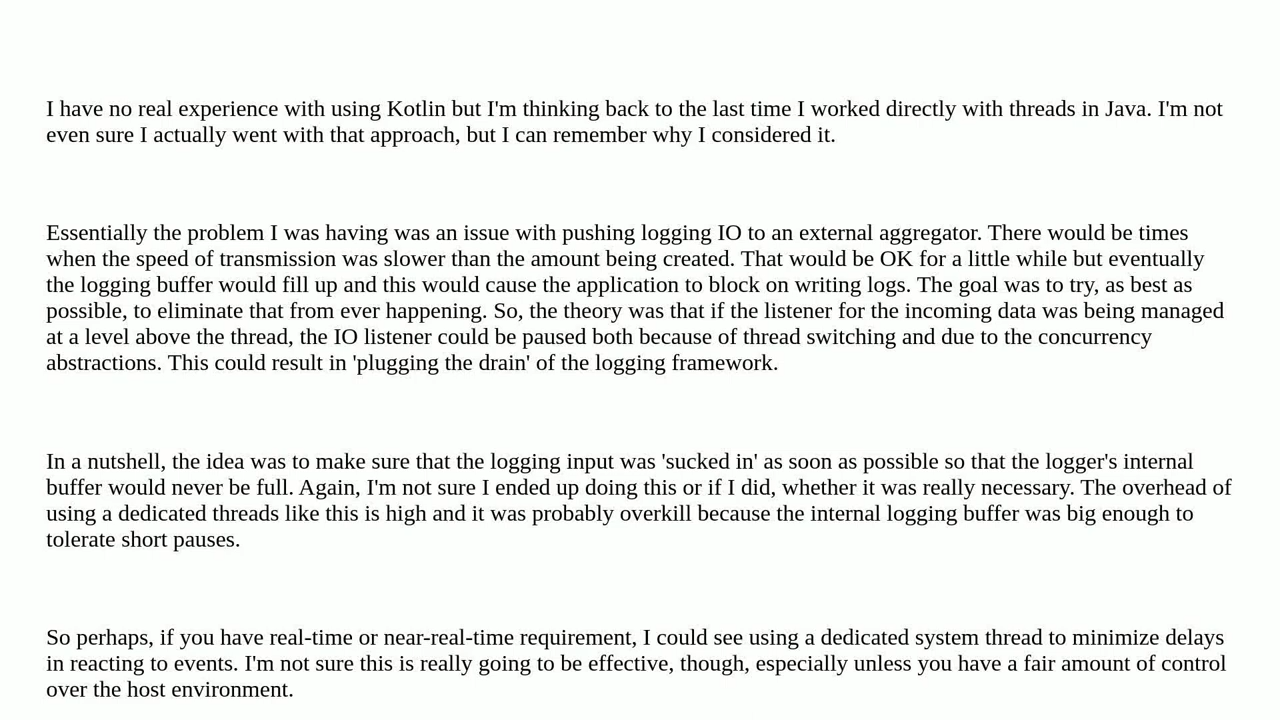 I have no real experience with using Kotlin but I'm thinking back to the last time I worked directly with threads in Java. I'm not
even sure I actually went with that approach, but I can remember why I considered it.
Essentially the problem I was having was an issue with pushing logging IO to an external aggregator. There would be times
when the speed of transmission was slower than the amount being created. That would be OK for a little while but eventually
the logging buffer would fill up and this would cause the application to block on writing logs. The goal was to try, as best as
possible, to eliminate that from ever happening. So, the theory was that if the listener for the incoming data was being managed
at a level above the thread, the IO listener could be paused both because of thread switching and due to the concurrency
abstractions. This could result in 'plugging the drain' of the logging framework.
In a nutshell, the idea was to make sure that the logging input was 'sucked in' as soon as possible so that the logger's internal
buffer would never be full. Again, I'm not sure I ended up doing this or if I did, whether it was really necessary. The overhead of
using a dedicated threads like this is high and it was probably overkill because the internal logging buffer was big enough to
tolerate short pauses.
So perhaps, if you have real-time or near-real-time requirement, I could see using a dedicated system thread to minimize delays
in reacting to events. I'm not sure this is really going to be effective, though, especially unless you have a fair amount of control
over the host environment.